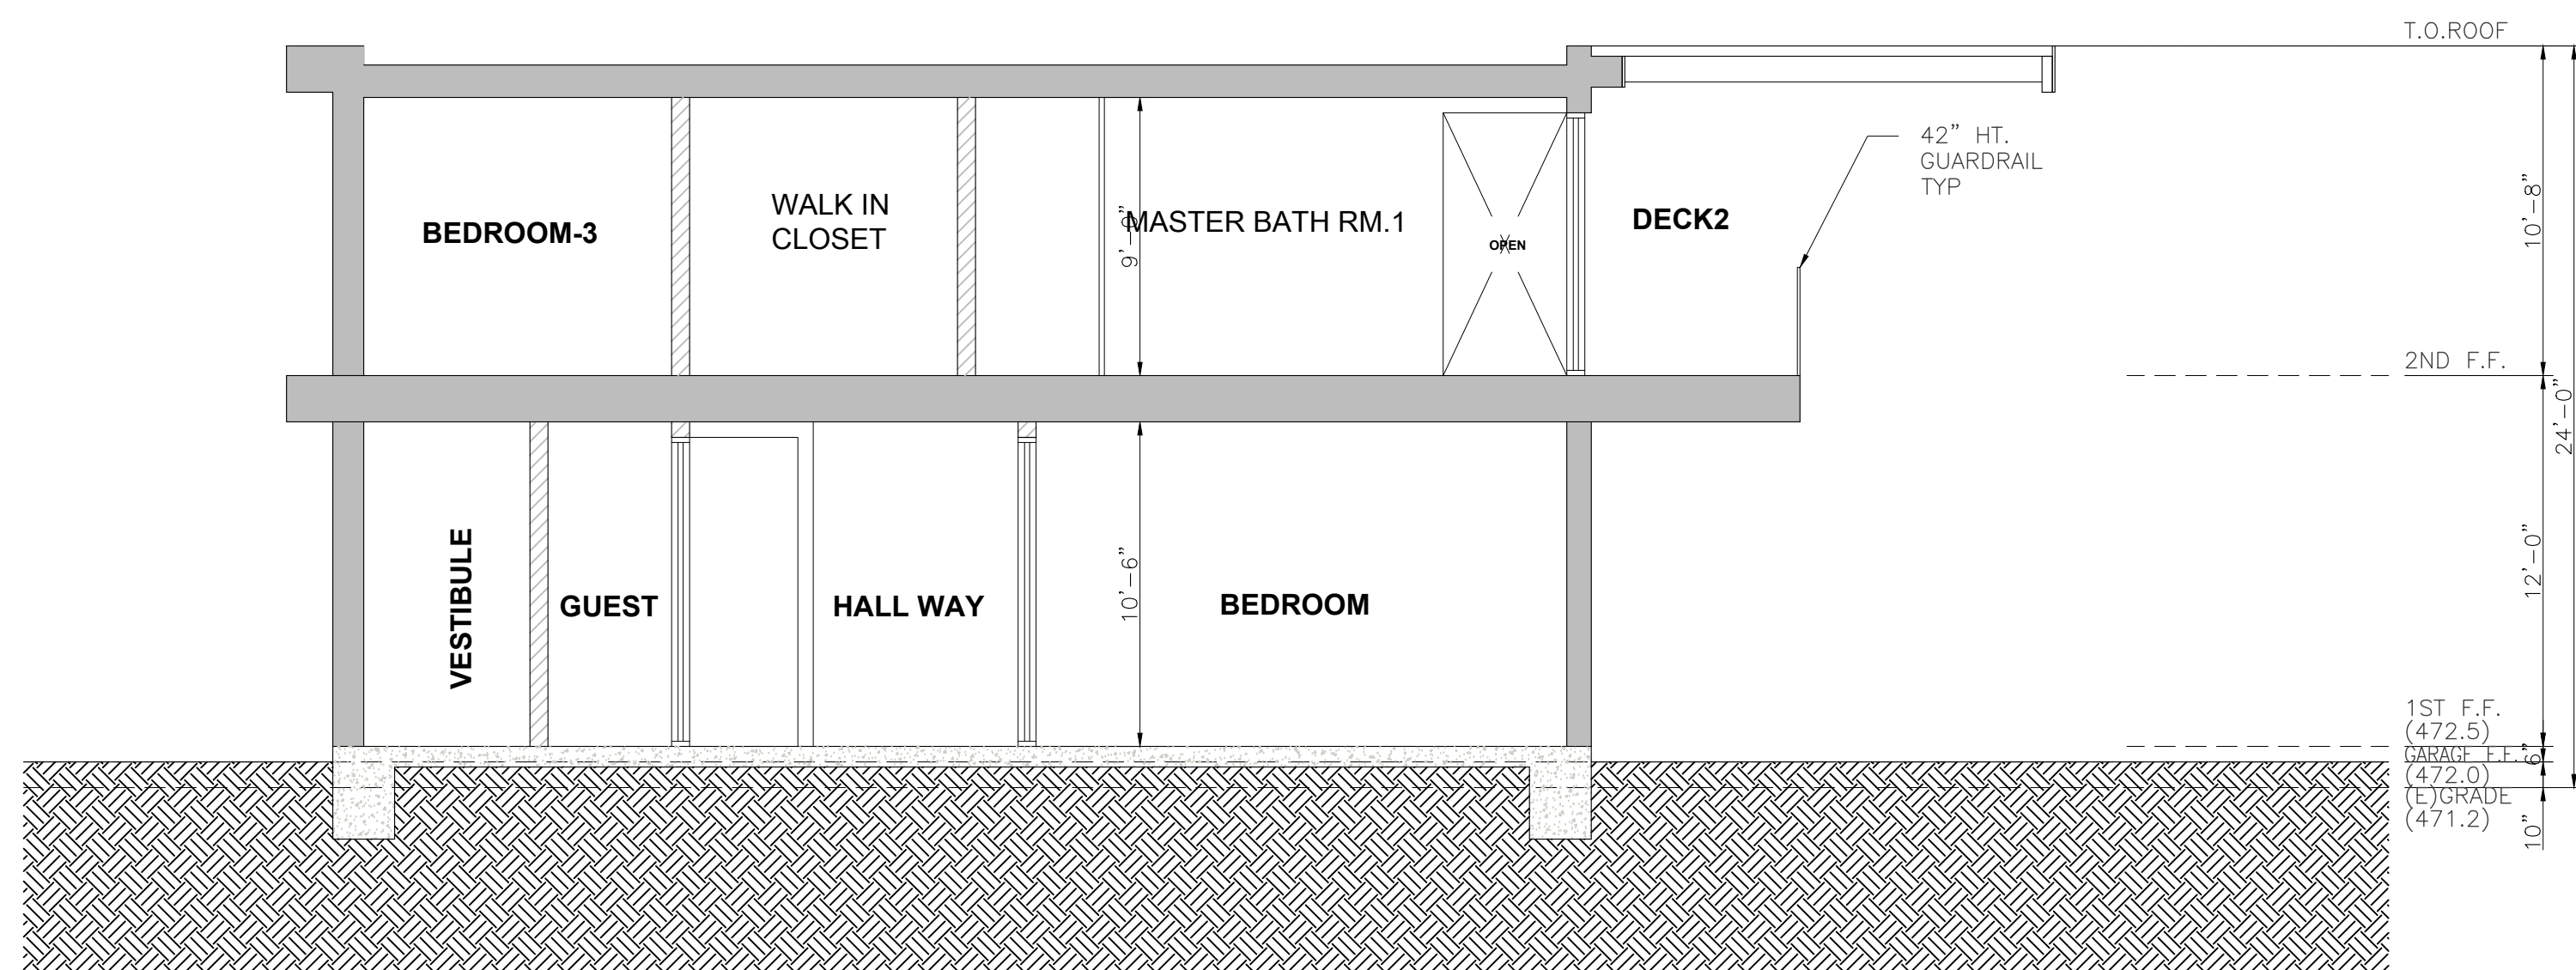 T.O.ROOF
42” HT.
GUARDRAIL
TYP
10’-8”
BEDROOM-3
WALK IN
CLOSET
9’-0”
MASTER BATH RM.1
OPEN
DECK2
2ND F.F.
24’-0”
VESTIBULE
GUEST
HALL WAY
10’-6”
BEDROOM
12’-0”
1ST F.F.
(472.5)
GARAGE F.F.
6”
(472.0)
(E)GRADE
(471.2)
10”